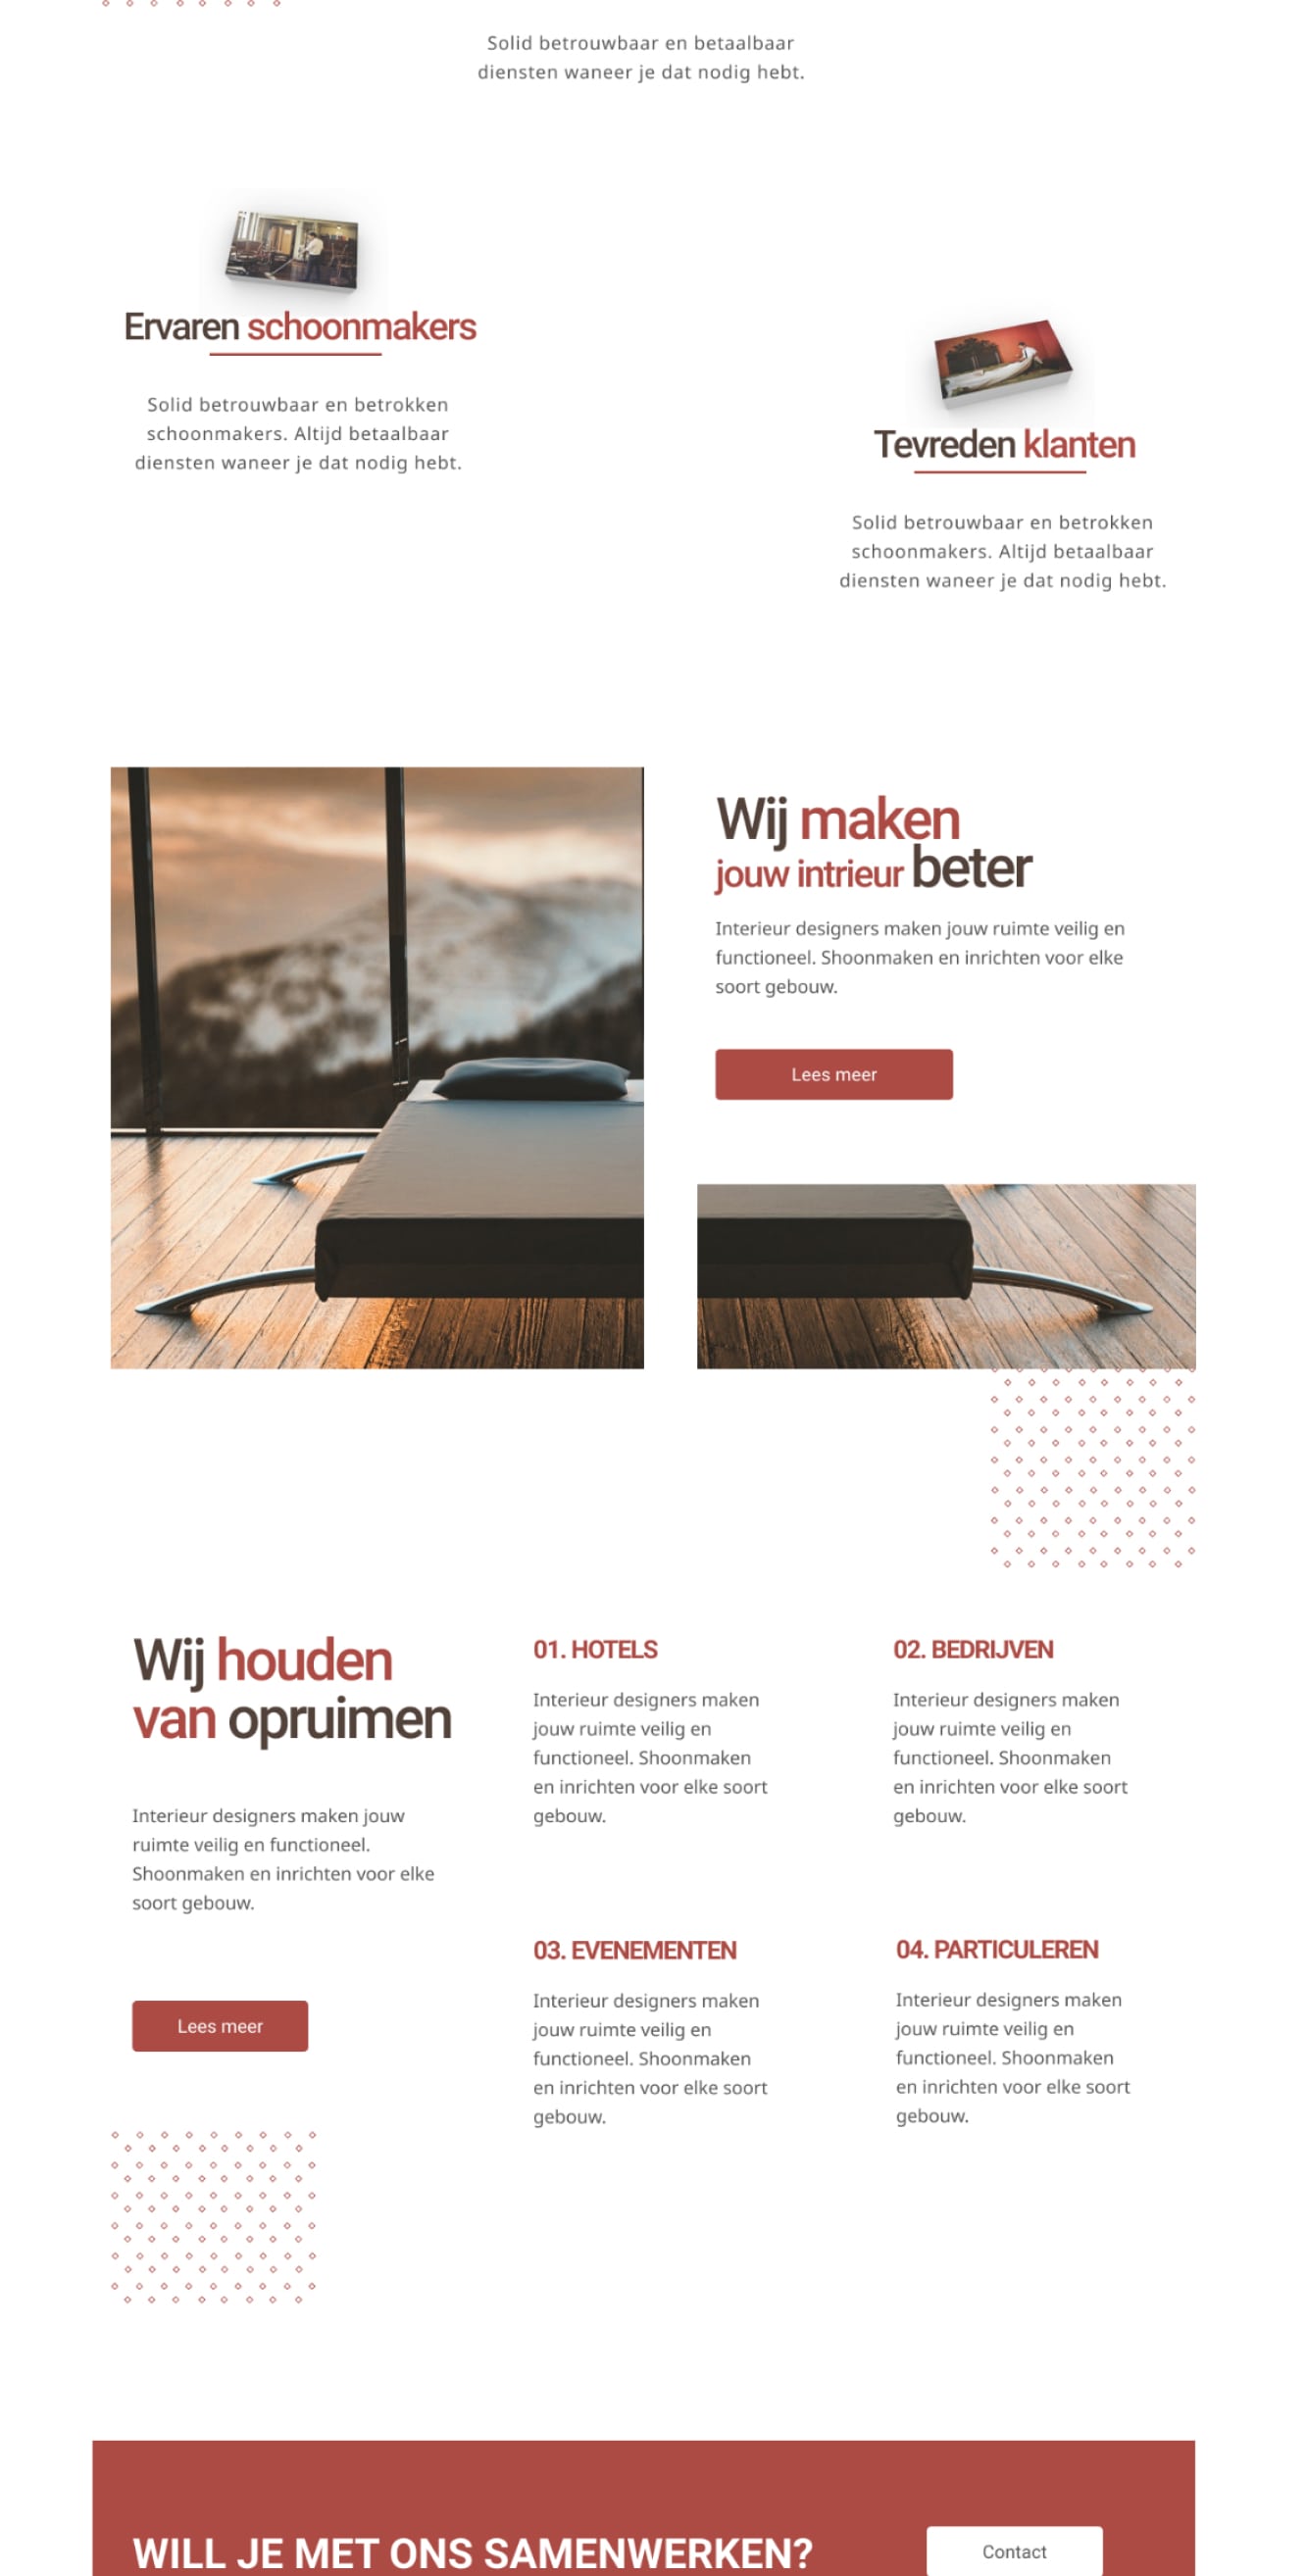 Solid betrouwbaar en betaalbaar
diensten waneer je dat nodig hebt.
Ervaren schoonmakers
Solid betrouwbaar en betrokken
schoonmakers. Altijd betaalbaar
diensten waneer je dat nodig hebt.
Tevreden klanten
Solid betrouwbaar en betrokken
schoonmakers. Altijd betaalbaar
diensten waneer je dat nodig hebt.
Wij maken
jouw intrieur beter
Interieur designers maken jouw ruimte veilig en
functioneel. Shoonmaken en inrichten voor elke
soort gebouw.
Lees meer
Wij houden
van opruimen
Interieur designers maken jouw
ruimte veilig en functioneel.
Shoonmaken en inrichten voor elke
soort gebouw.
Lees meer
01. HOTELS
Interieur designers maken
jouw ruimte veilig en
functioneel. Shoonmaken
en inrichten voor elke soort
gebouw.
02. BEDRIJVEN
Interieur designers maken
jouw ruimte veilig en
functioneel. Shoonmaken
en inrichten voor elke soort
gebouw.
03. EVENEMENTEN
Interieur designers maken
jouw ruimte veilig en
functioneel. Shoonmaken
en inrichten voor elke soort
gebouw.
04. PARTICULEREN
Interieur designers maken
jouw ruimte veilig en
functioneel. Shoonmaken
en inrichten voor elke soort
gebouw.
WILL JE MET ONS SAMENWERKEN?
Contact